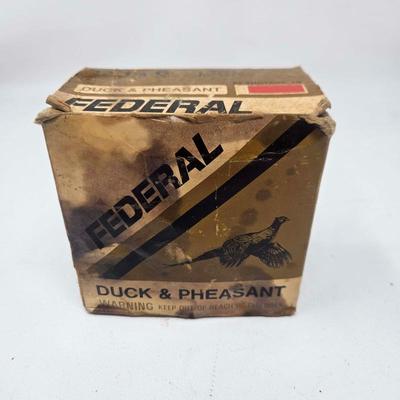 DUCK & PHEASANT
FEDERAL
FEDERAL
DUCK & PHEASANT
WARNING KEEP OUT OF REACH OF CHILDREN